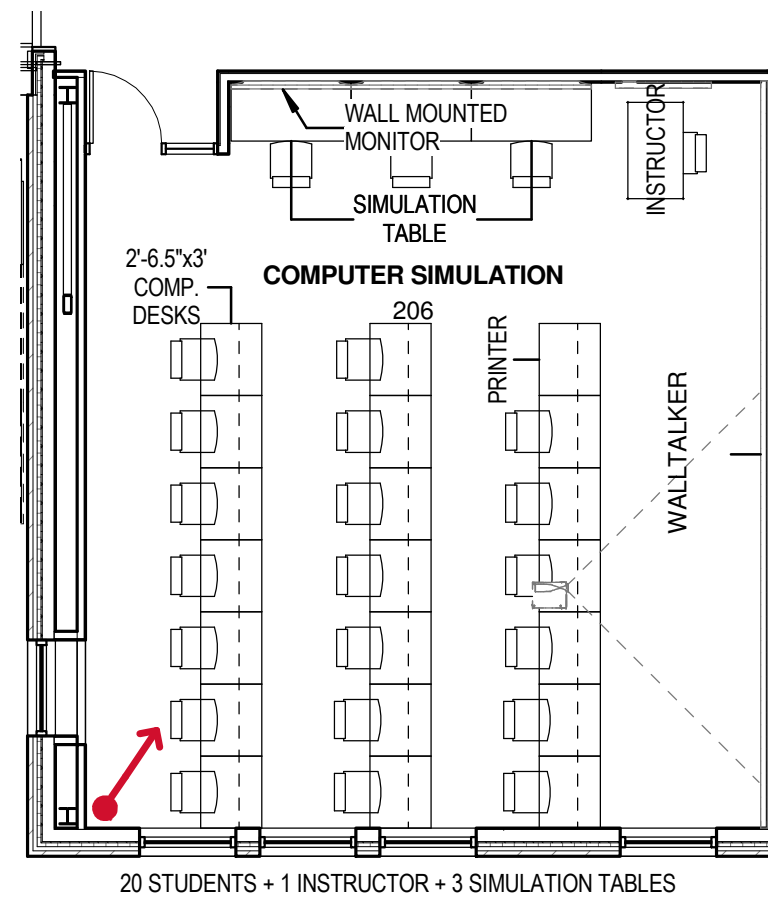 WALL MOUNTED
MONITOR
INSTRUCTOR
SIMULATION
TABLE
2'-6.5"x3'
COMP.
DESKS
COMPUTER SIMULATION
206
PRINTER
WALLTALKER
20 STUDENTS + 1 INSTRUCTOR + 3 SIMULATION TABLES